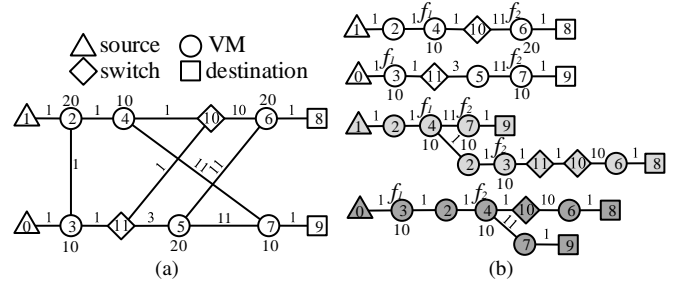 source VM
switch destination
20 10 20
1 1 2 1 4 1 10 10 6 1 8
1 1 11 11
0 1 3 1 11 3 5 11 7 1 9
10 20 10
(a)
f₁ f₂
1 1 2 1 4 1 10 11 6 1 8
10 20
f₁ f₂
0 1 3 1 11 3 5 1 7 1 9
10 10
f₁ f₂
1 1 2 1 4 11 7 1 9
1 10 f₂
2 1 3 1 11 1 10 10 6 1 8
10
f₁ f₂
0 1 3 1 2 1 4 1 10 10 6 1 8
10 10 11
7 1 9
(b)